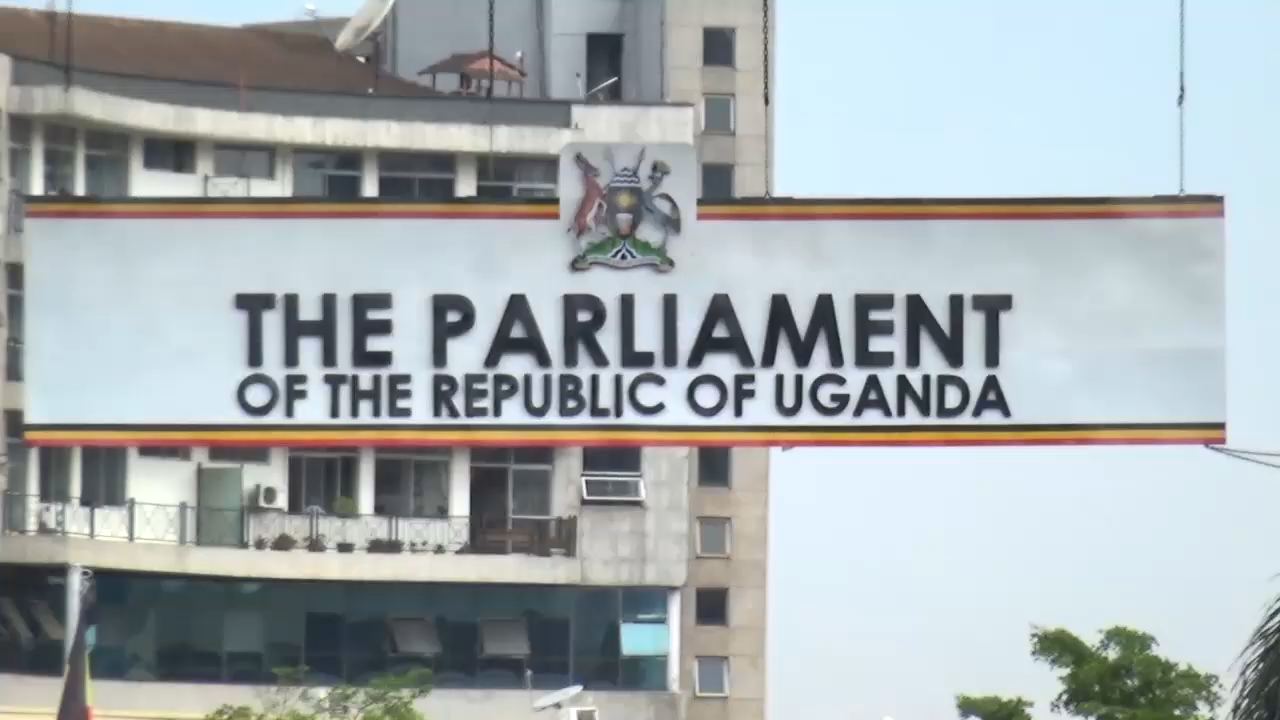 THE PARLIAMENT
OF THE REPUBLIC OF UGANDA